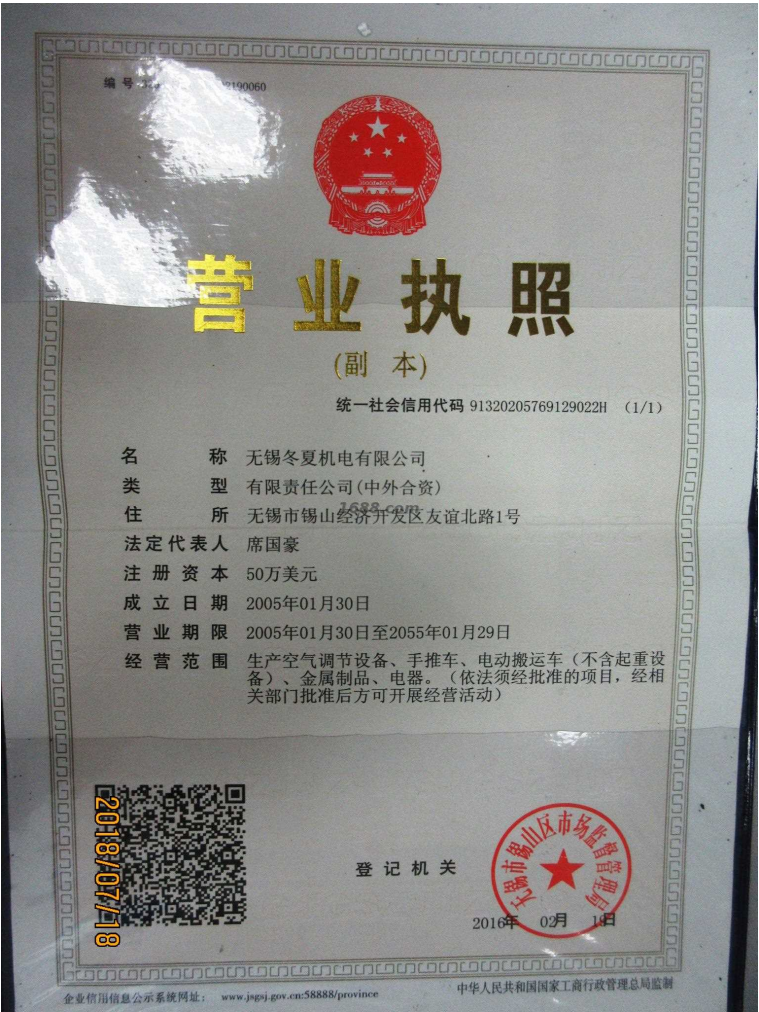 编 号 2190060
营 业 执 照
(副 本)
统一社会信用代码 91320205769129022H （1/1）
名 称 无锡冬夏机电有限公司
类 型 有限责任公司(中外合资)
1688.com
住 所 无锡市锡山经济开发区友谊北路1号
法定代表人 席国豪
注 册 资 本 50万美元
成 立 日 期 2005年01月30日
营 业 期 限 2005年01月30日至2055年01月29日
经 营 范 围 生产空气调节设备、手推车、电动搬运车（不含起重设
备）、金属制品、电器。（依法须经批准的项目，经相
关部门批准后方可开展经营活动）
2018/07/18
无锡市锡山区市场监督管理局
登 记 机 关
2016年 02月 19日
企业信用信息公示系统网址： www.jsgsj.gov.cn:58888/province
中华人民共和国国家工商行政管理总局监制